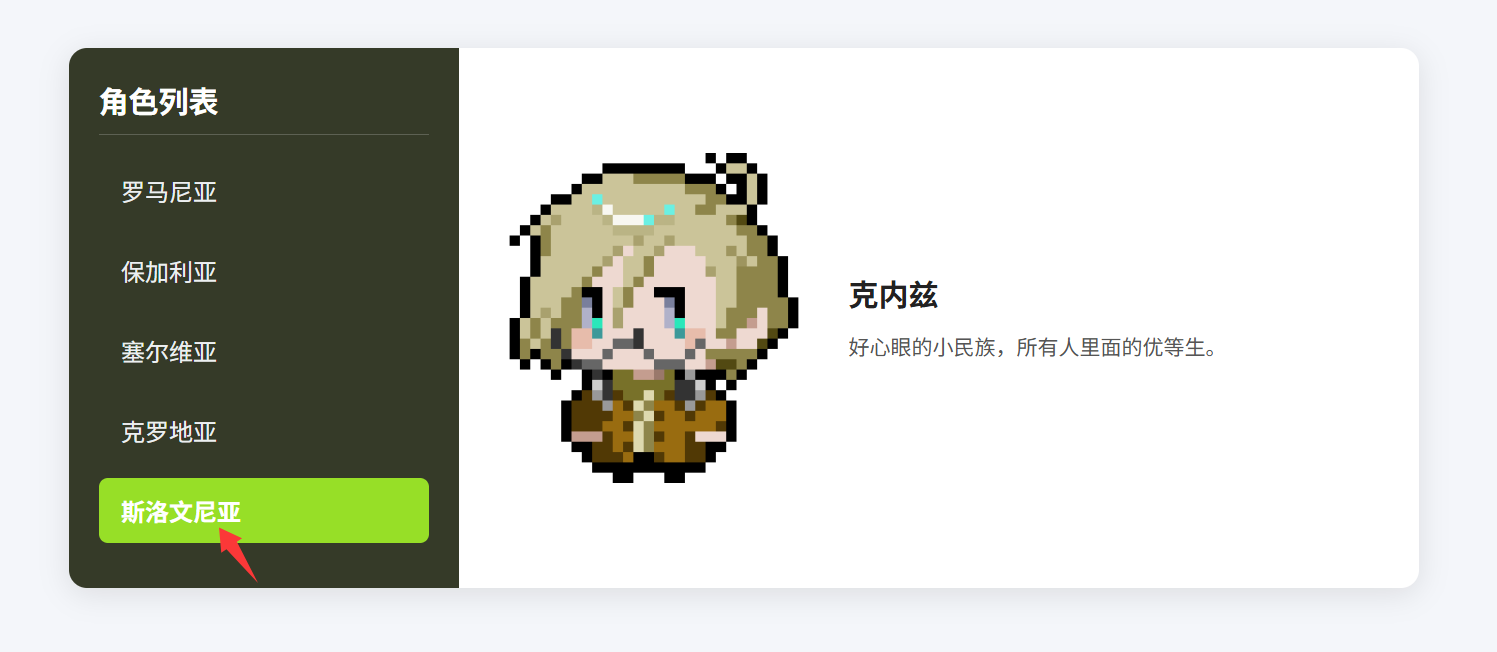 角色列表
罗马尼亚
保加利亚
塞尔维亚
克罗地亚
斯洛文尼亚
克内兹
好心眼的小民族，所有人里面的优等生。